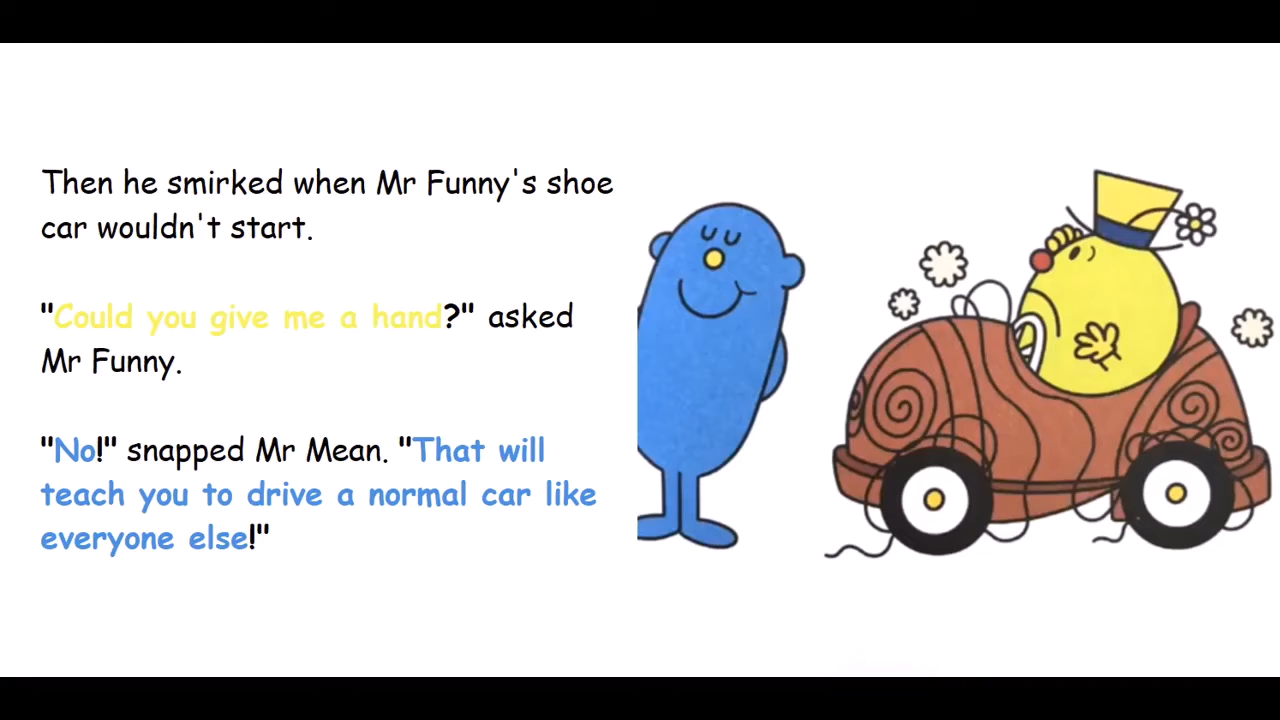 Then he smirked when Mr Funny's shoe
car wouldn't start.
"Could you give me a hand?" asked
Mr Funny.
"No!" snapped Mr Mean. "That will
teach you to drive a normal car like
everyone else!"